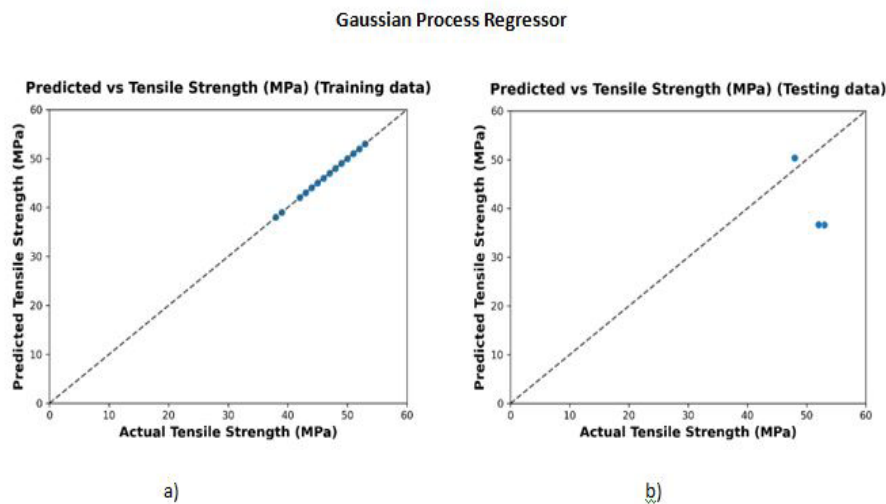 Gaussian Process Regressor
Predicted vs Tensile Strength (MPa) (Training data)
Predicted Tensile Strength (MPa)
60
50
40
30
20
10
0
0 10 20 30 40 50 60
Actual Tensile Strength (MPa)
a)
Predicted vs Tensile Strength (MPa) (Testing data)
Predicted Tensile Strength (MPa)
60
50
40
30
20
10
0
0 10 20 30 40 50 60
Actual Tensile Strength (MPa)
b)